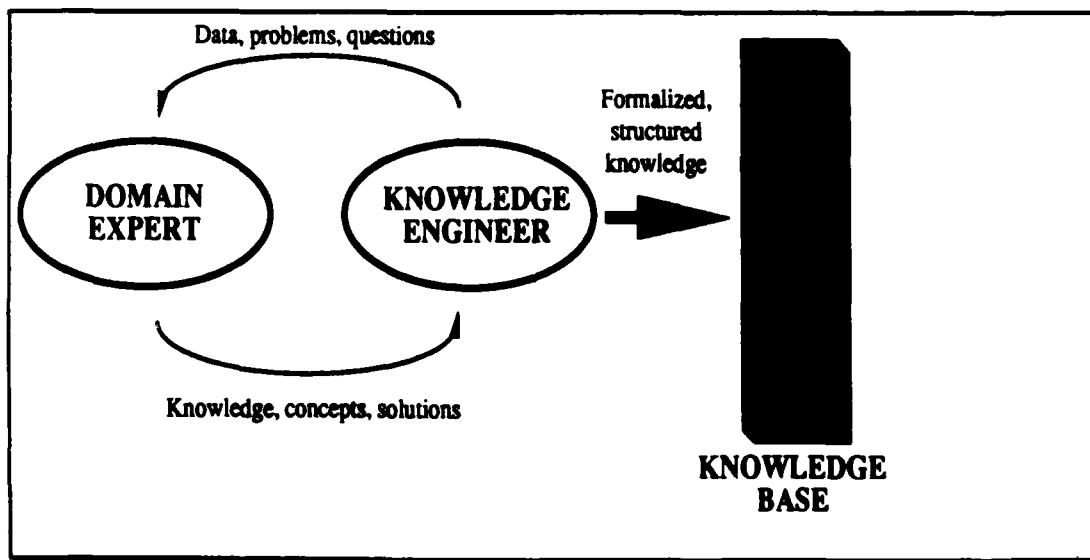 Data, problems, questions
Formalized,
structured
knowledge
DOMAIN
EXPERT
KNOWLEDGE
ENGINEER
Knowledge, concepts, solutions
KNOWLEDGE
BASE